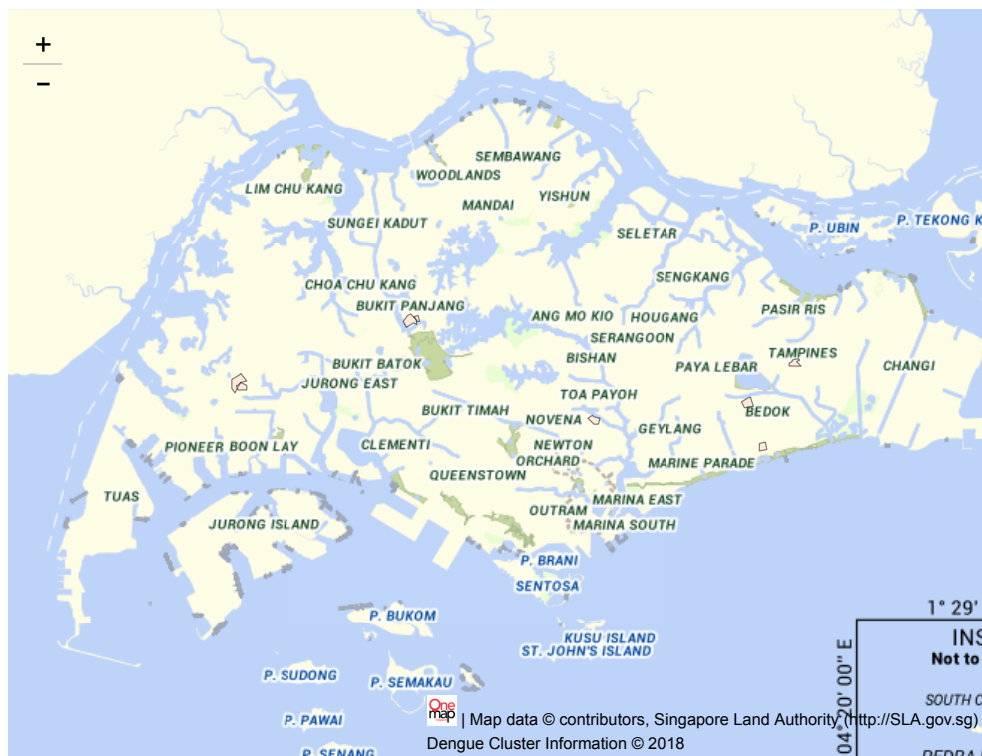 +
−
SEMBAWANG
WOODLANDS
LIM CHU KANG
YISHUN
MANDAI
SUNGEI KADUT
P. TEKONG K
P. UBIN
SELETAR
SENGKANG
CHOA CHU KANG
BUKIT PANJANG
PASIR RIS
ANG MO KIO
HOUGANG
SERANGOON
BISHAN
TAMPINES
BUKIT BATOK
PAYA LEBAR
CHANGI
JURONG EAST
TOA PAYOH
BUKIT TIMAH
BEDOK
NOVENA
GEYLANG
PIONEER
BOON LAY
CLEMENTI
NEWTON
ORCHARD
MARINE PARADE
QUEENSTOWN
TUAS
MARINA EAST
OUTRAM
JURONG ISLAND
MARINA SOUTH
P. BRANI
SENTOSA
P. BUKOM
KUSU ISLAND
ST. JOHN'S ISLAND
P. SUDONG
P. SEMAKAU
P. PAWAI
P. SENANG
1° 29'
INS
Not to
SOUTH C
PEDRA
04° 20' 00" E
One
map
| Map data © contributors, Singapore Land Authority (http://SLA.gov.sg)
Dengue Cluster Information © 2018